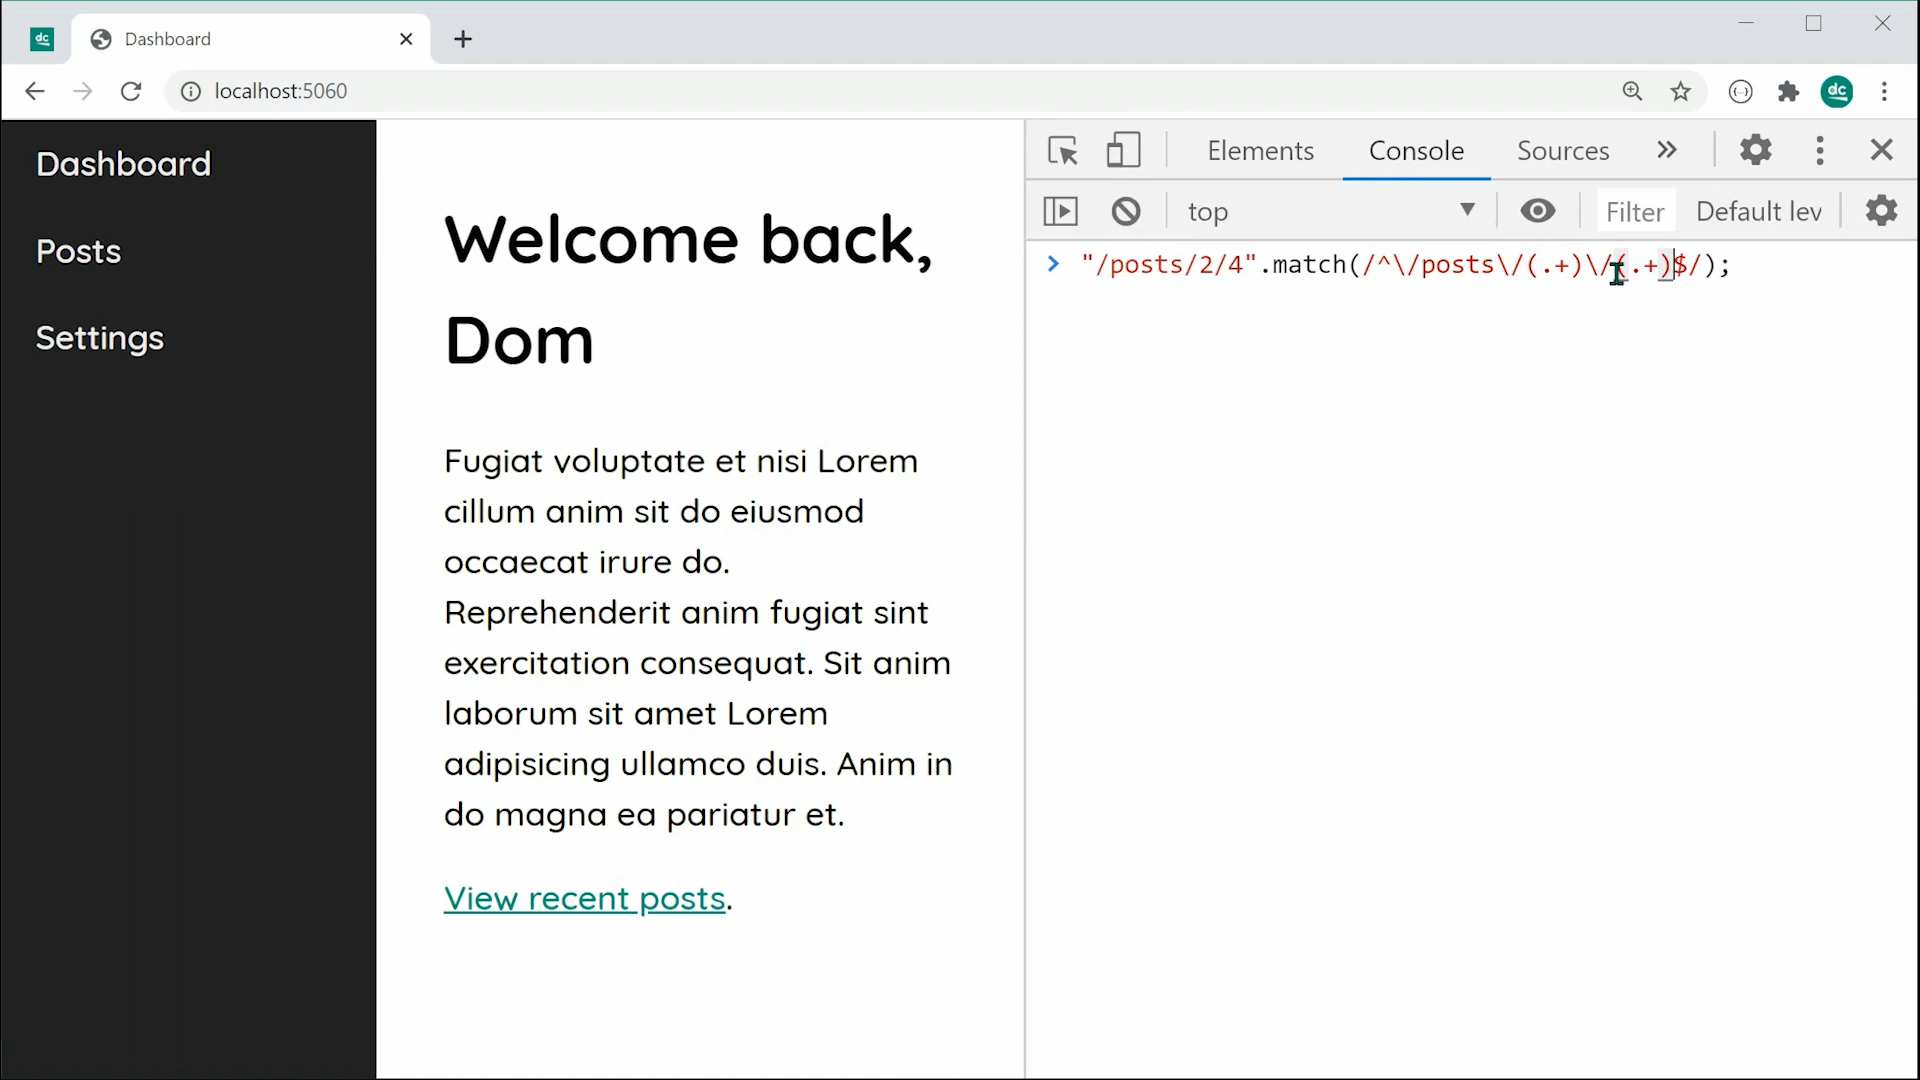 dc Dashboard
localhost:5060 dc
Dashboard
Posts
Settings
Welcome back,
Dom
Fugiat voluptate et nisi Lorem
cillum anim sit do eiusmod
occaecat irure do.
Reprehenderit anim fugiat sint
exercitation consequat. Sit anim
laborum sit amet Lorem
adipisicing ullamco duis. Anim in
do magna ea pariatur et.
View recent posts.
Elements Console Sources
top Filter Default lev
"/posts/2/4".match(/^\/posts\/(.+)\/(.+)$/);